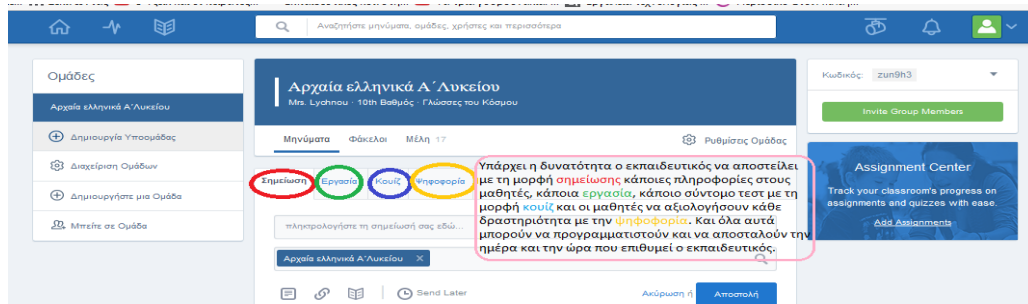 Αναζητήστε μηνύματα, ομάδες, χρήστες και περισσότερα
Ομάδες
Αρχαία ελληνικά Α΄Λυκείου
Δημιουργία Υποομάδας
Διαχείριση Ομάδων
Δημιουργήστε μια Ομάδα
Μπείτε σε Ομάδα
Αρχαία ελληνικά Α΄Λυκείου
Mrs. Lychnou · 10th Βαθμός · Γλώσσες του Κόσμου
Μηνύματα Φάκελοι Μέλη 17
Ρυθμίσεις Ομάδας
Σημείωση Εργασία Κουίζ Ψηφοφορία
πληκτρολογήστε τη σημείωσή σας εδώ...
Αρχαία ελληνικά Α΄Λυκείου ×
Send Later
Ακύρωση ή Αποστολή
Υπάρχει η δυνατότητα ο εκπαιδευτικός να αποστείλει
με τη μορφή σημείωσης κάποιες πληροφορίες στους
μαθητές, κάποια εργασία, κάποιο σύντομο τεστ με τη
μορφή κουίζ και οι μαθητές να αξιολογήσουν κάθε
δραστηριότητα με την ψηφοφορία. Και όλα αυτά
μπορούν να προγραμματιστούν και να αποσταλούν την
ημέρα και την ώρα που επιθυμεί ο εκπαιδευτικός.
Κωδικός: zun9h3
Invite Group Members
Assignment Center
Track your classroom's progress on
assignments and quizzes with ease.
Add Assignments